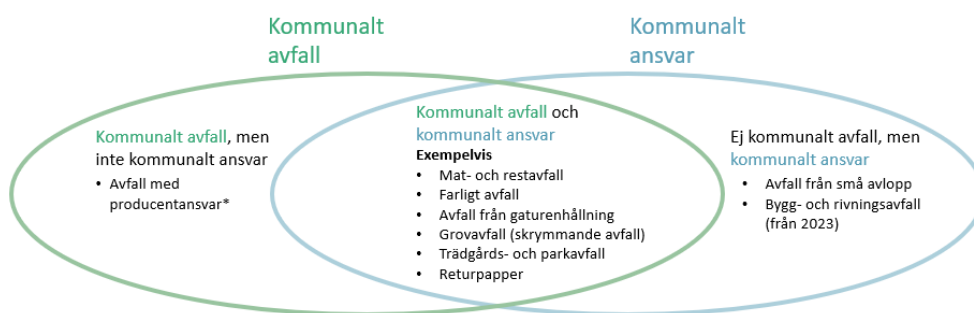 Kommunalt
avfall
Kommunalt
ansvar
Kommunalt avfall, men
inte kommunalt ansvar
• Avfall med
producentansvar*
Kommunalt avfall och
kommunalt ansvar
Exempelvis
• Mat- och restavfall
• Farligt avfall
• Avfall från gaturenhållning
• Grovavfall (skrymmande avfall)
• Trädgårds- och parkavfall
• Returpapper
Ej kommunalt avfall, men
kommunalt ansvar
• Avfall från små avlopp
• Bygg- och rivningsavfall
(från 2023)